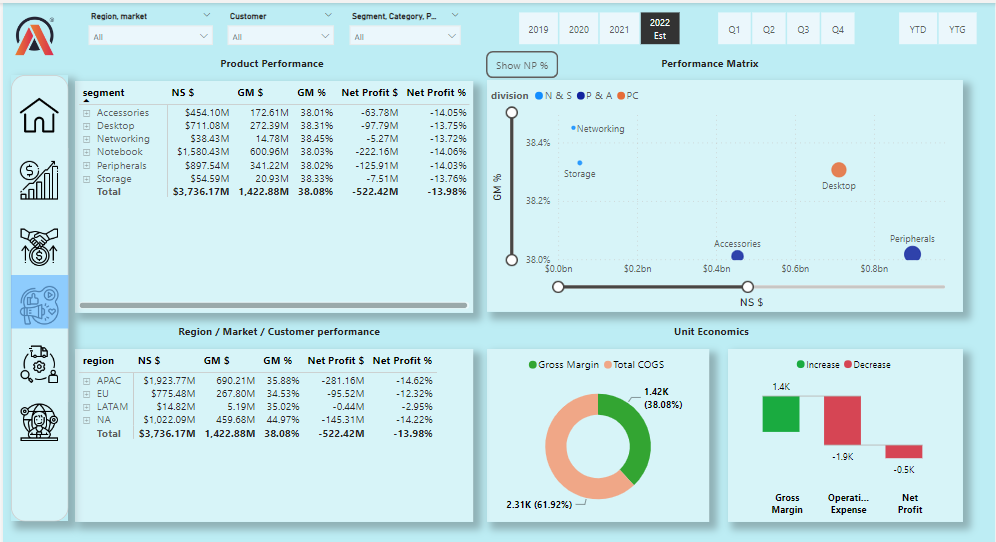 Region, market
Customer
Segment, Category, P...
All
All
All
2019
2020
2021
2022
Est
Q1
Q2
Q3
Q4
YTD
YTG
Product Performance
segment NS $ GM $ GM % Net Profit $ Net Profit %
Accessories $454.10M 172.61M 38.01% -63.78M -14.05%
Desktop $711.08M 272.39M 38.31% -97.79M -13.75%
Networking $38.43M 14.78M 38.45% -5.27M -13.72%
Notebook $1,580.43M 600.96M 38.03% -222.16M -14.06%
Peripherals $897.54M 341.22M 38.02% -125.91M -14.03%
Storage $54.59M 20.93M 38.33% -7.51M -13.76%
Total $3,736.17M 1,422.88M 38.08% -522.42M -13.98%
Show NP %
Performance Matrix
division N & S P & A PC
GM %
38.4%
38.2%
38.0%
Networking
Storage
Desktop
Accessories
Peripherals
$0.0bn $0.2bn $0.4bn $0.6bn $0.8bn
NS $
Region / Market / Customer performance
region NS $ GM $ GM % Net Profit $ Net Profit %
APAC $1,923.77M 690.21M 35.88% -281.16M -14.62%
EU $775.48M 267.80M 34.53% -95.52M -12.32%
LATAM $14.82M 5.19M 35.02% -0.44M -2.95%
NA $1,022.09M 459.68M 44.97% -145.31M -14.22%
Total $3,736.17M 1,422.88M 38.08% -522.42M -13.98%
Unit Economics
Gross Margin Total COGS
1.42K
(38.08%)
2.31K (61.92%)
Increase Decrease
1.4K
-1.9K
-0.5K
Gross
Margin
Operati...
Expense
Net
Profit